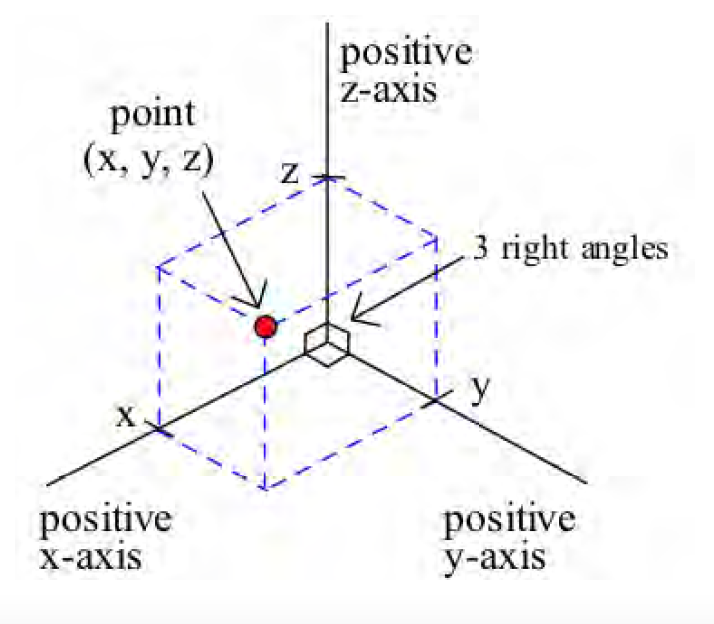 positive
z-axis
point
(x, y, z)
z
3 right angles
x
y
positive
x-axis
positive
y-axis